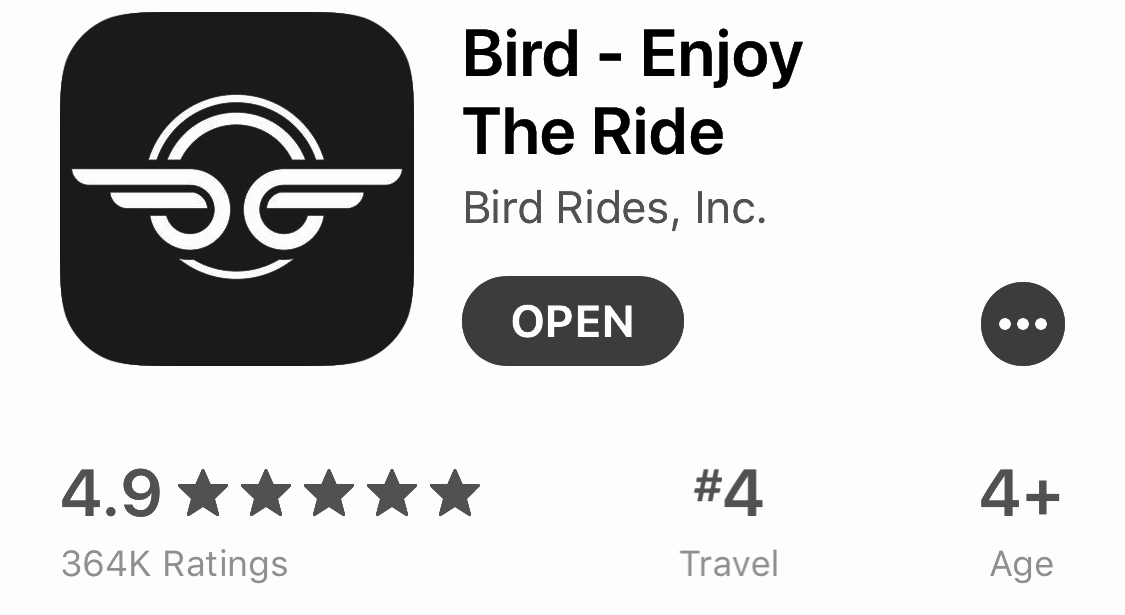 Bird - Enjoy
The Ride
Bird Rides, Inc.
OPEN
4.9
#4
4+
364K Ratings
Travel
Age